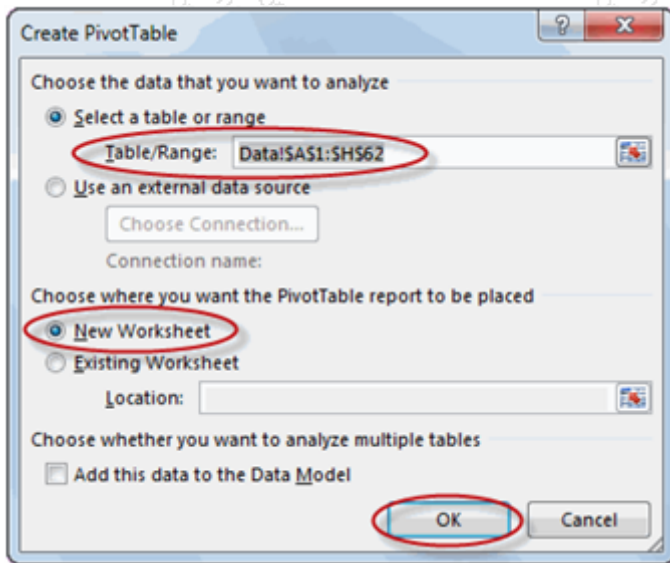 Create PivotTable
Choose the data that you want to analyze
Select a table or range
Table/Range: Data!$A$1:$H$62
Use an external data source
Choose Connection...
Connection name:
Choose where you want the PivotTable report to be placed
New Worksheet
Existing Worksheet
Location:
Choose whether you want to analyze multiple tables
Add this data to the Data Model
OK Cancel